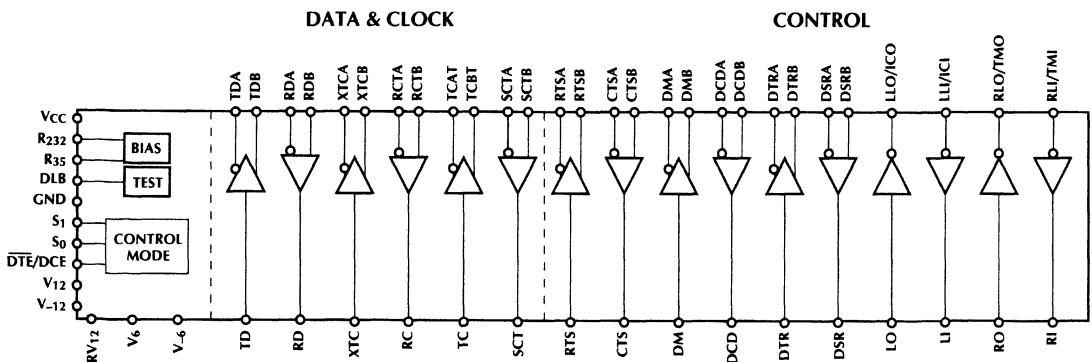 DATA & CLOCK
CONTROL
TDA
TDB
RDA
RDB
XTCA
XTCB
RCTA
RCTB
TCAT
TCBT
SCTA
SCTB
RTSA
RTSB
CTSA
CTSB
DMA
DMB
DCDA
DCDB
DTRA
DTRB
DSRA
DSRB
LLO/ICO
LLI/ICI
RLO/TMO
RLI/TMI
VCC
R232
R35
DLB
GND
S1
S0
DTE/DCE
V12
V-12
BIAS
TEST
CONTROL
MODE
RV12
V6
V-6
TD
RD
XTC
RC
TC
SCT
RTS
CTS
DM
DCD
DTR
DSR
LO
LI
RO
RI